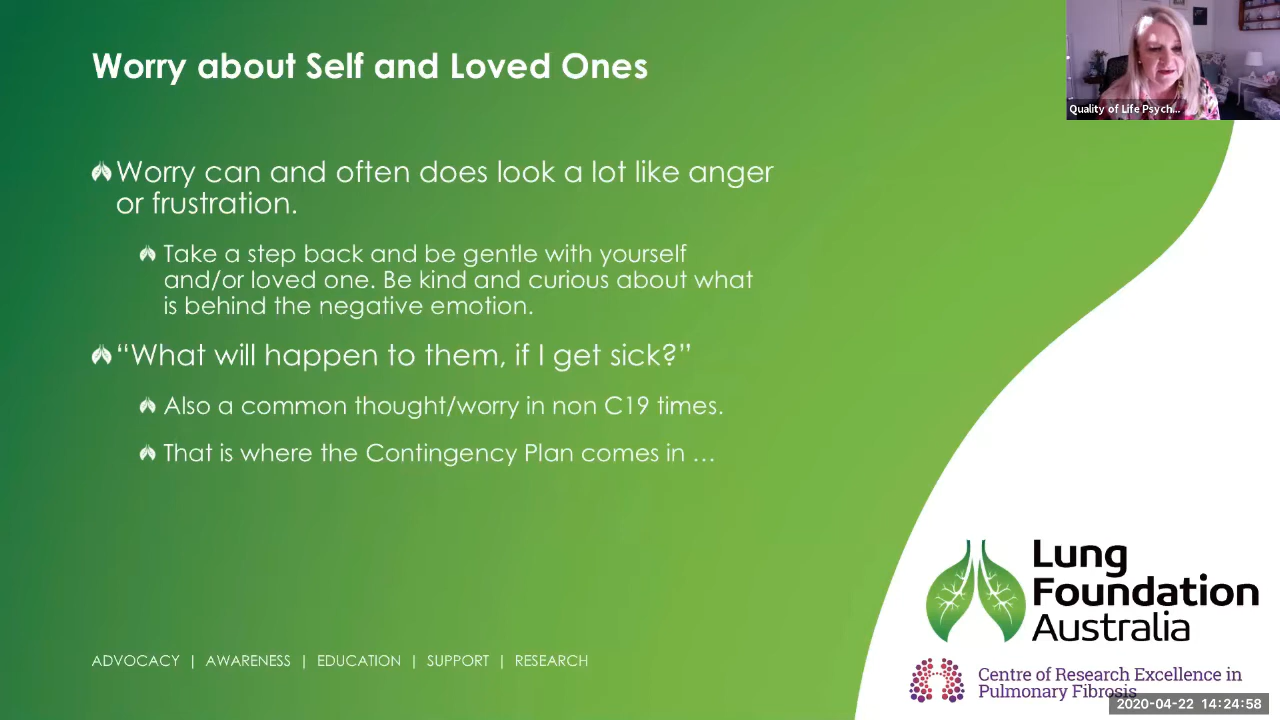 Worry about Self and Loved Ones
Quality of Life Psych...
Worry can and often does look a lot like anger
or frustration.
Take a step back and be gentle with yourself
and/or loved one. Be kind and curious about what
is behind the negative emotion.
“What will happen to them, if I get sick?”
Also a common thought/worry in non C19 times.
That is where the Contingency Plan comes in …
Lung
Foundation
Australia
ADVOCACY | AWARENESS | EDUCATION | SUPPORT | RESEARCH
Centre of Research Excellence in
Pulmonary Fibrosis
2020-04-22 14:24:58